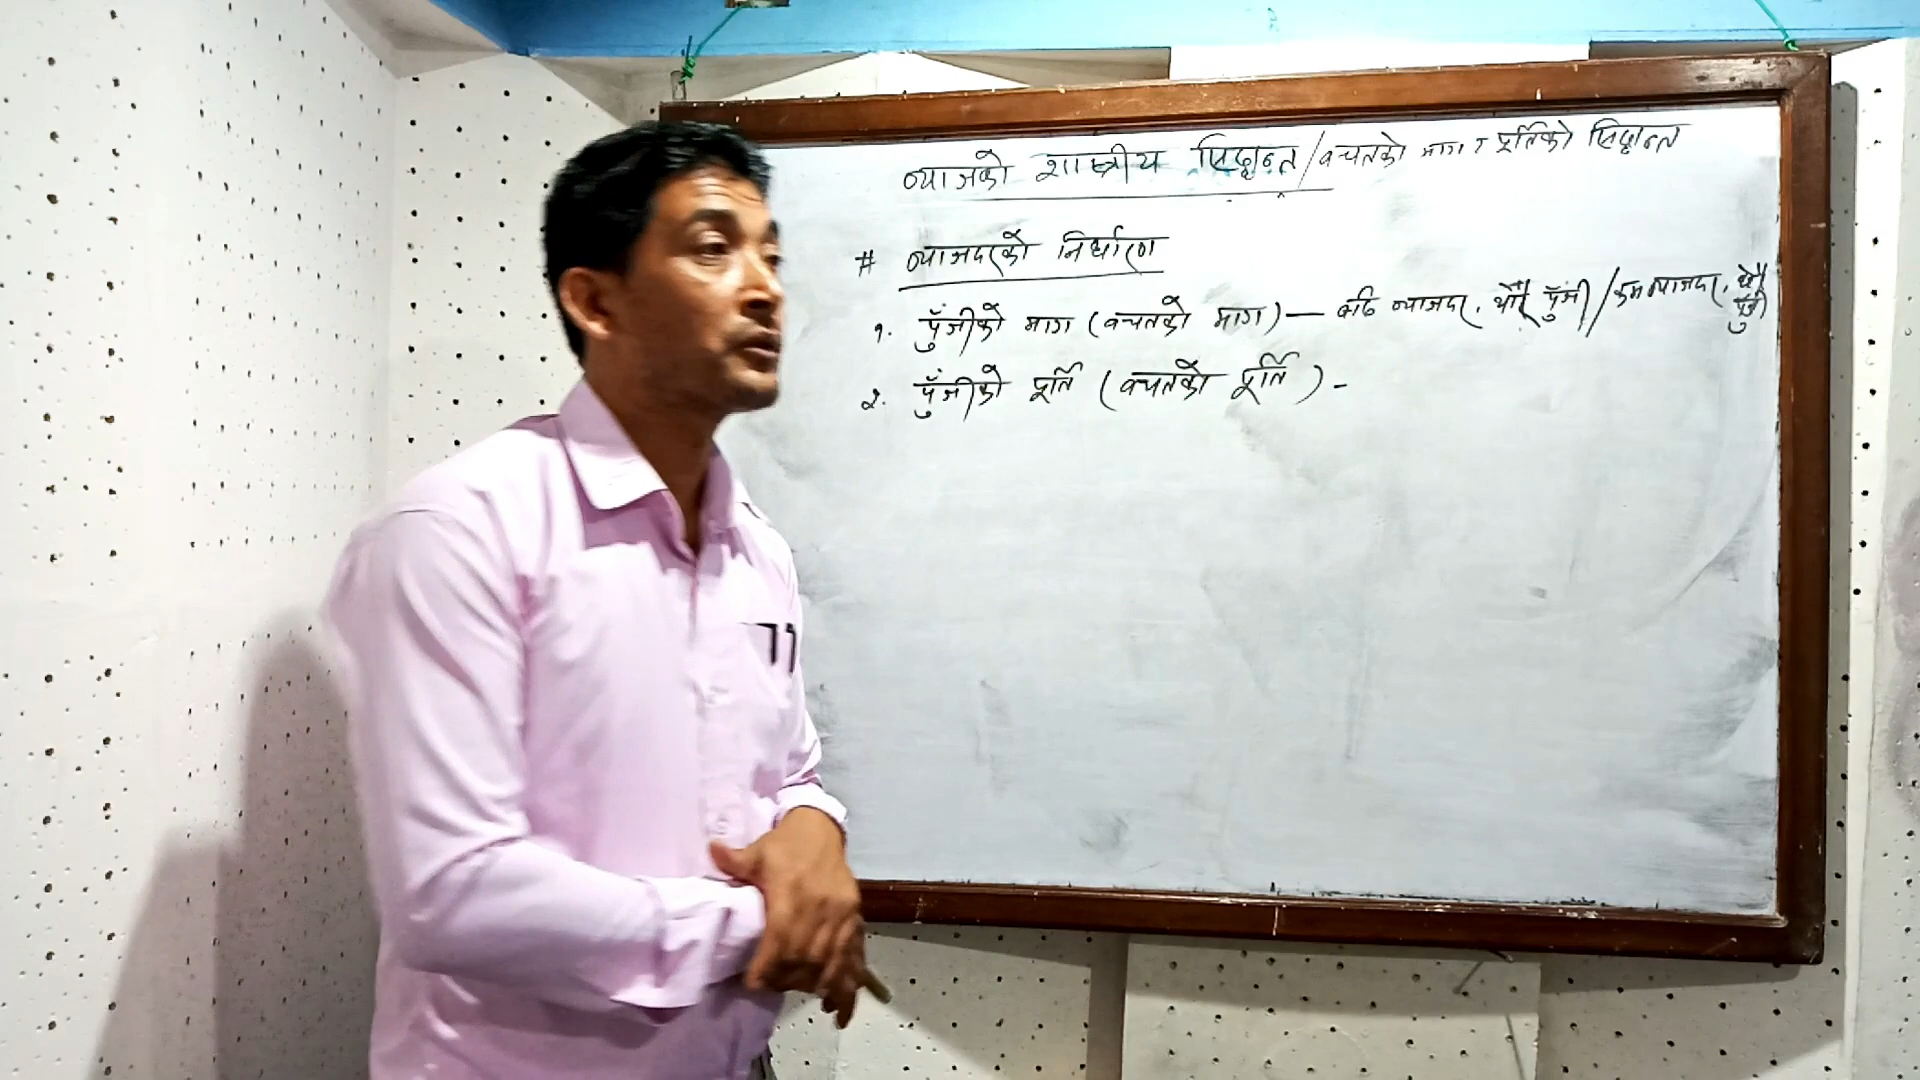 ब्याजको शास्त्रीय सिद्धान्त/बचतको माग र पूर्तिको सिद्धान्त
# ब्याजदरको निर्धारण
१. पुँजीको माग (बचतको माग) — बढि ब्याजदर, थोरै पुँजी/कम ब्याजदर, धेरै पुँजी
२. पुँजीको पूर्ति (बचतको पूर्ति) -